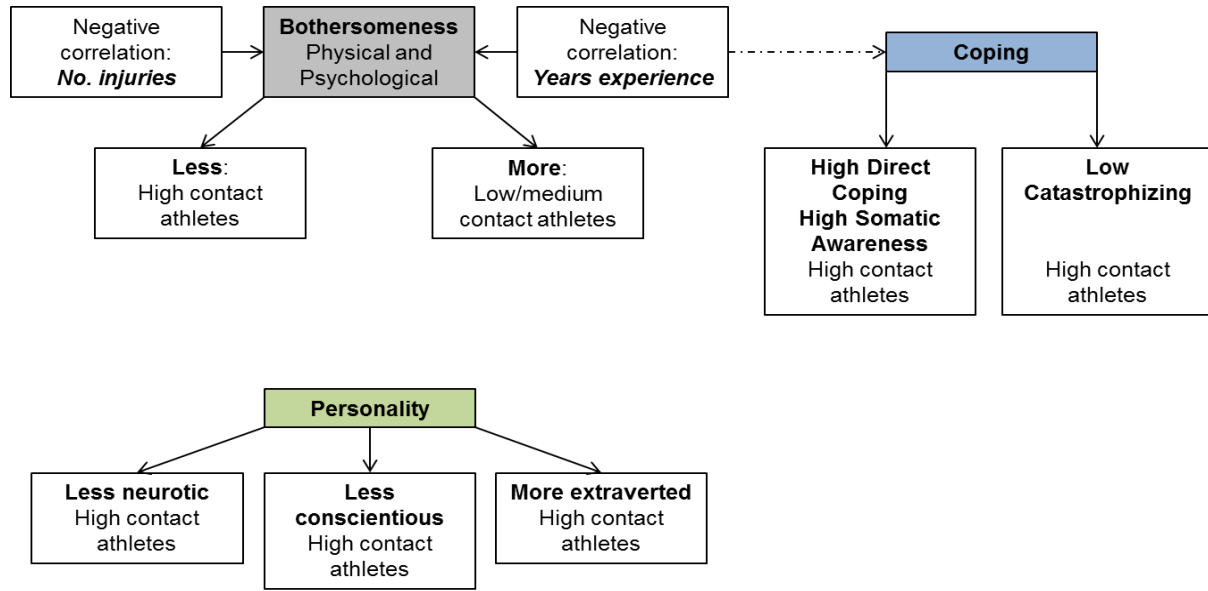 Negative
correlation:
No. injuries
Bothersomeness
Physical and
Psychological
Negative
correlation:
Years experience
Coping
Less:
High contact
athletes
More:
Low/medium
contact athletes
High Direct
Coping
High Somatic
Awareness
High contact
athletes
Low
Catastrophizing
High contact
athletes
Personality
Less neurotic
High contact
athletes
Less
conscientious
High contact
athletes
More extraverted
High contact
athletes